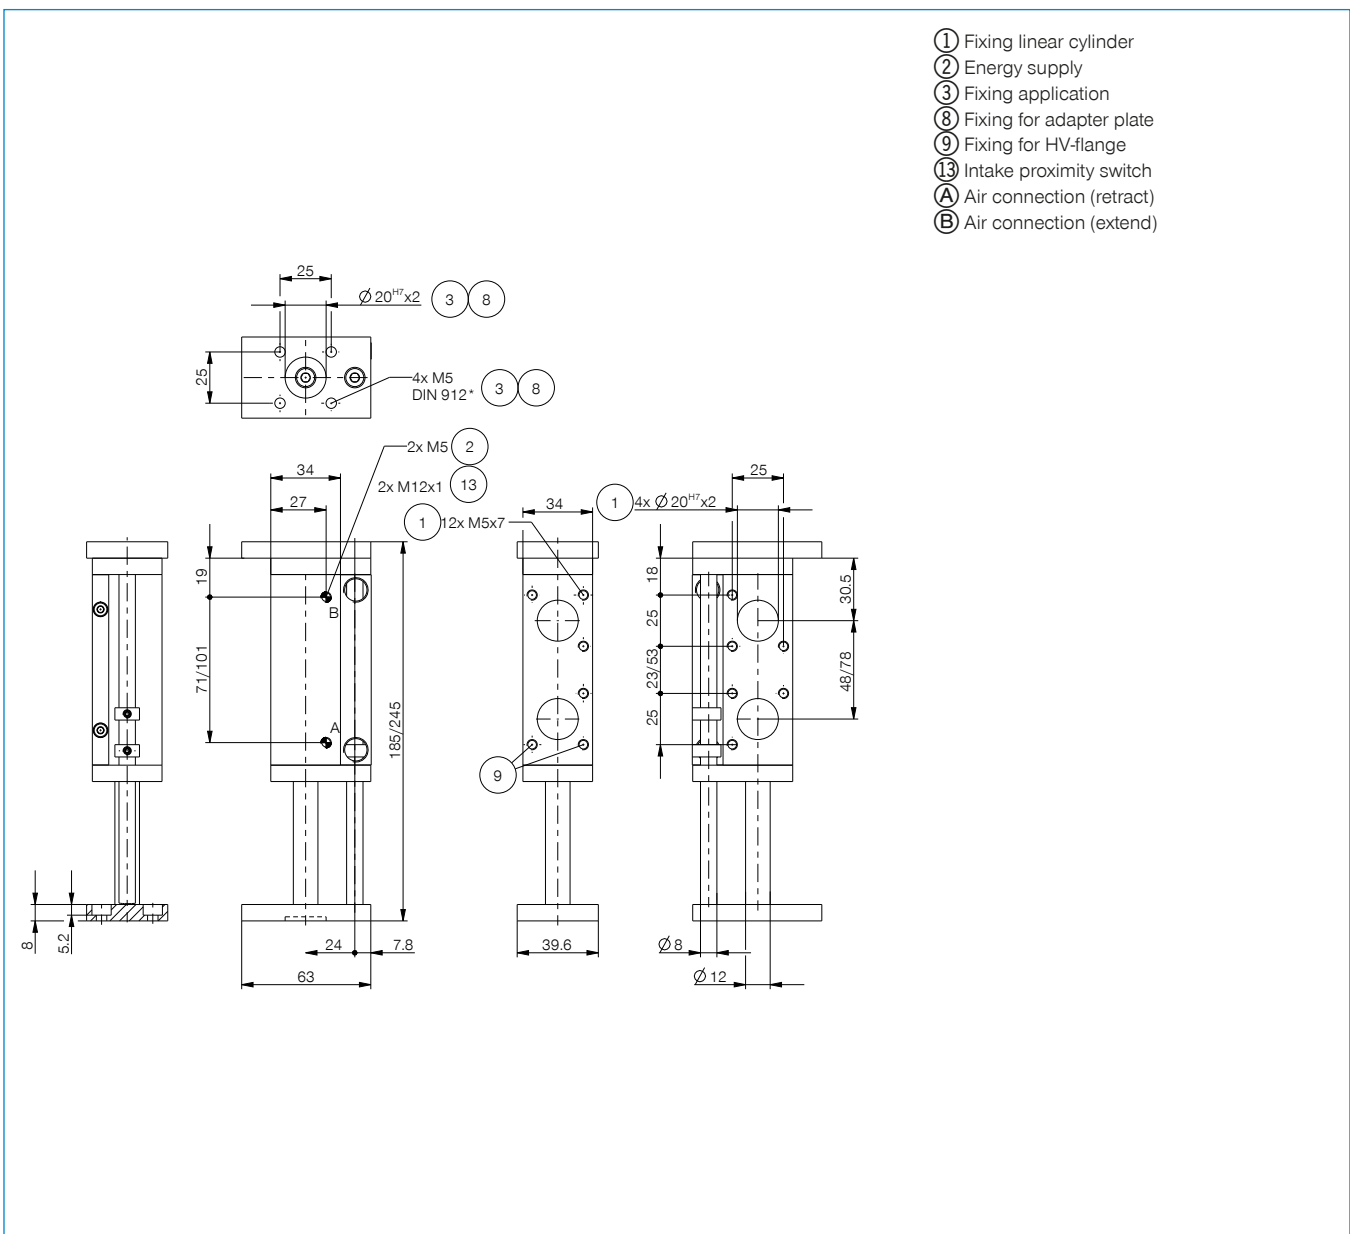 1 Fixing linear cylinder
2 Energy supply
3 Fixing application
8 Fixing for adapter plate
9 Fixing for HV-flange
13 Intake proximity switch
A Air connection (retract)
B Air connection (extend)
25
Ø 20H7x2 3 8
25
4x M5
DIN 912* 3 8
2x M5 2
34
2x M12x1 13
27
1 12x M5x7
34
1 4x Ø 20H7x2
25
19
B
71/101
A
185/245
9
18
25
23/53
25
30.5
48/78
8
5.2
24
7.8
63
39.6
Ø 8
Ø 12